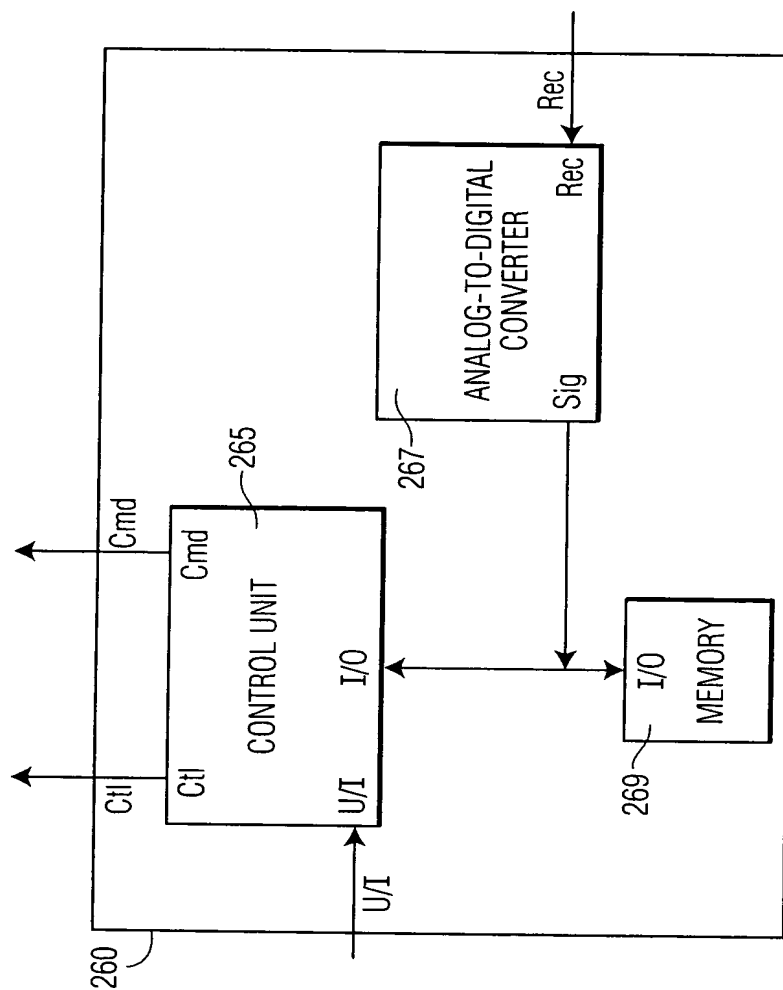 260
Ctl
Cmd
Ctl
Cmd
265
CONTROL UNIT
U/I
U/I
I/O
267
ANALOG-TO-DIGITAL
CONVERTER
Sig
Rec
Rec
269
I/O
MEMORY